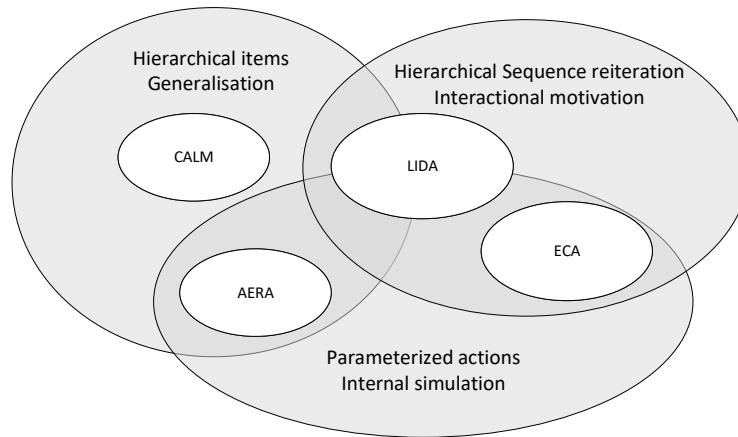 Hierarchical items
Generalisation
Hierarchical Sequence reiteration
Interactional motivation
CALM
LIDA
ECA
AERA
Parameterized actions
Internal simulation